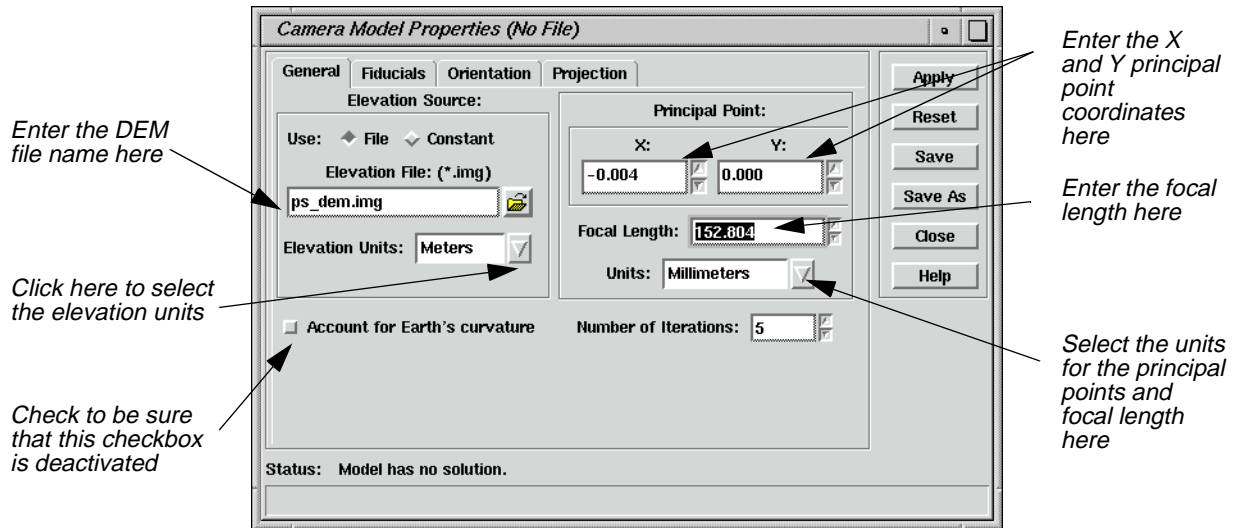 Camera Model Properties (No File)
General Fiducials Orientation Projection
Elevation Source:
Use: File Constant
Elevation File: (*.img)
ps_dem.img
Elevation Units: Meters
Principal Point:
X: Y:
-0.004 0.000
Focal Length: 152.804
Units: Millimeters
Account for Earth's curvature
Number of Iterations: 5
Status: Model has no solution.
Apply
Reset
Save
Save As
Close
Help
Enter the DEM
file name here
Click here to select
the elevation units
Check to be sure
that this checkbox
is deactivated
Enter the X
and Y principal
point
coordinates
here
Enter the focal
length here
Select the units
for the principal
points and
focal length
here